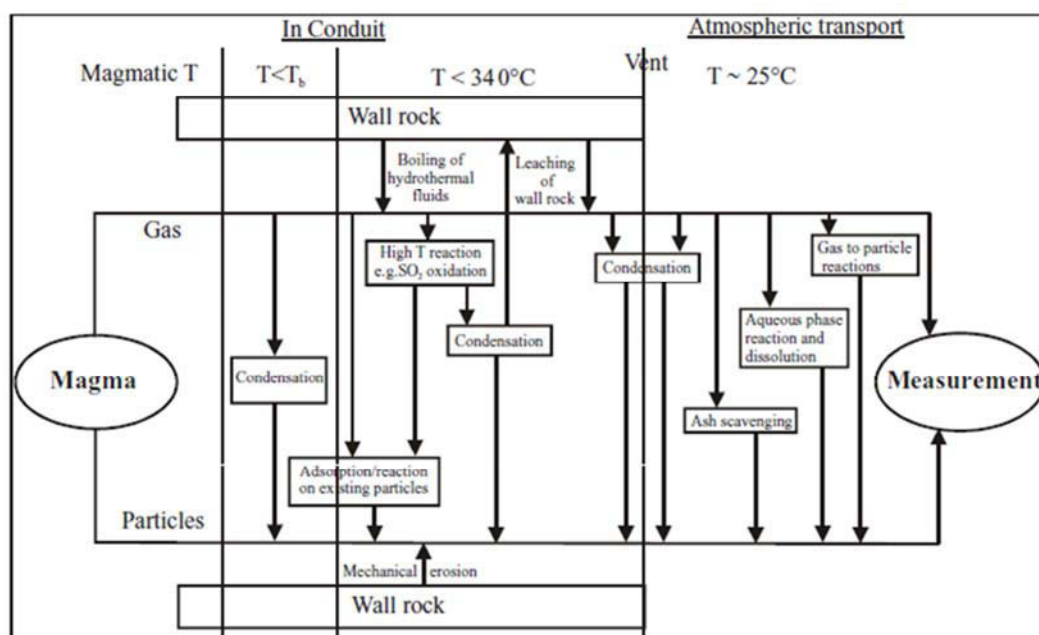 In Conduit
Atmospheric transport
Magmatic T
T<Tb
T < 340°C
Vent
T ~ 25°C
Wall rock
Boiling of
hydrothermal
fluids
Leaching
of
wall rock
Gas
High T reaction
e.g.SO2 oxidation
Condensation
Gas to particle
reactions
Condensation
Aqueous phase
reaction and
dissolution
Magma
Condensation
Measurement
Ash scavenging
Adsorption/reaction
on existing particles
Particles
Mechanical erosion
Wall rock